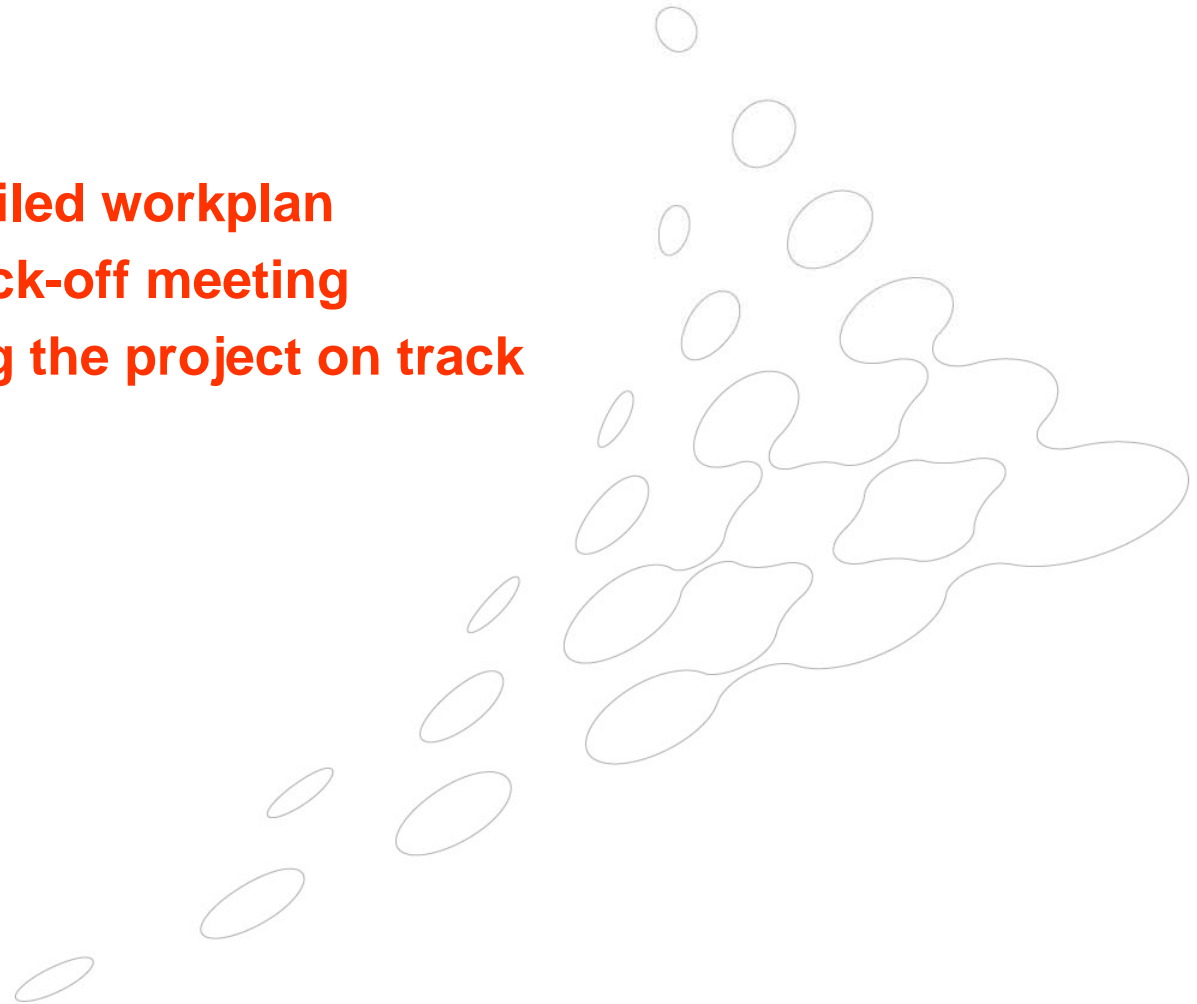 iled workplan
ck-off meeting
g the project on track